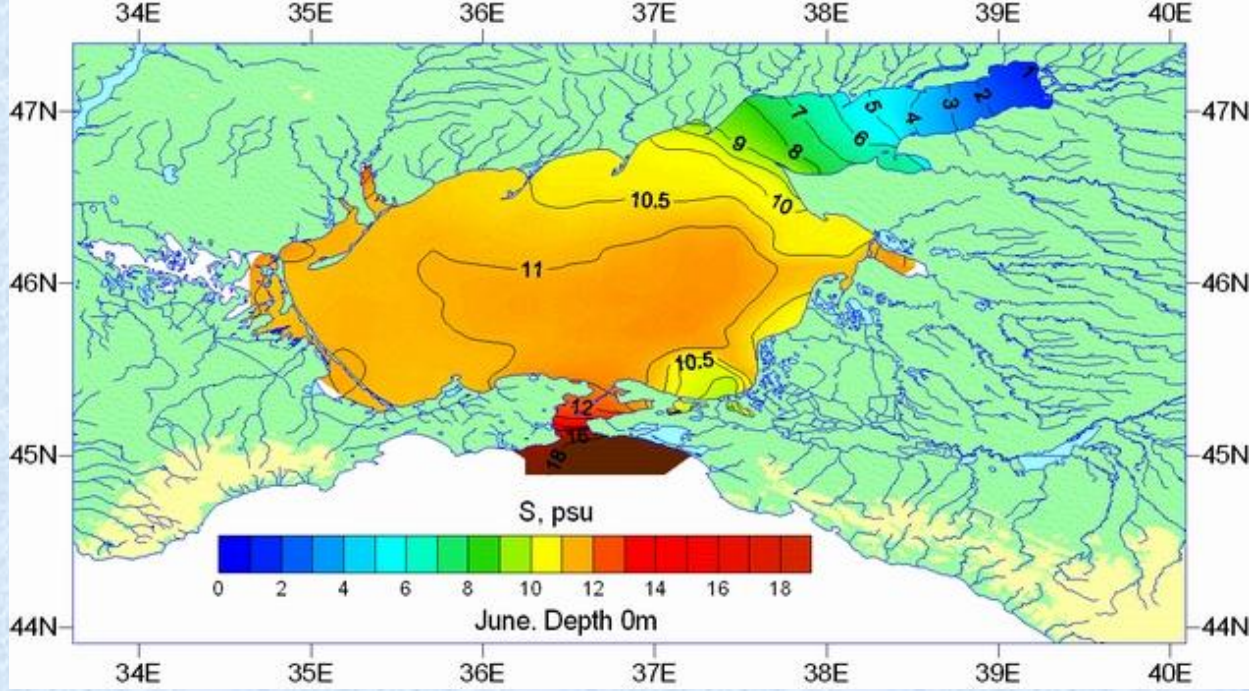 34E 35E 36E 37E 38E 39E 40E
47N 47N
46N 46N
45N 45N
44N 44N
1
2
3
4
5
6
7
8
9
10
10.5
11
10.5
12
16
18
S, psu
0 2 4 6 8 10 12 14 16 18
June. Depth 0m
34E 35E 36E 37E 38E 39E 40E